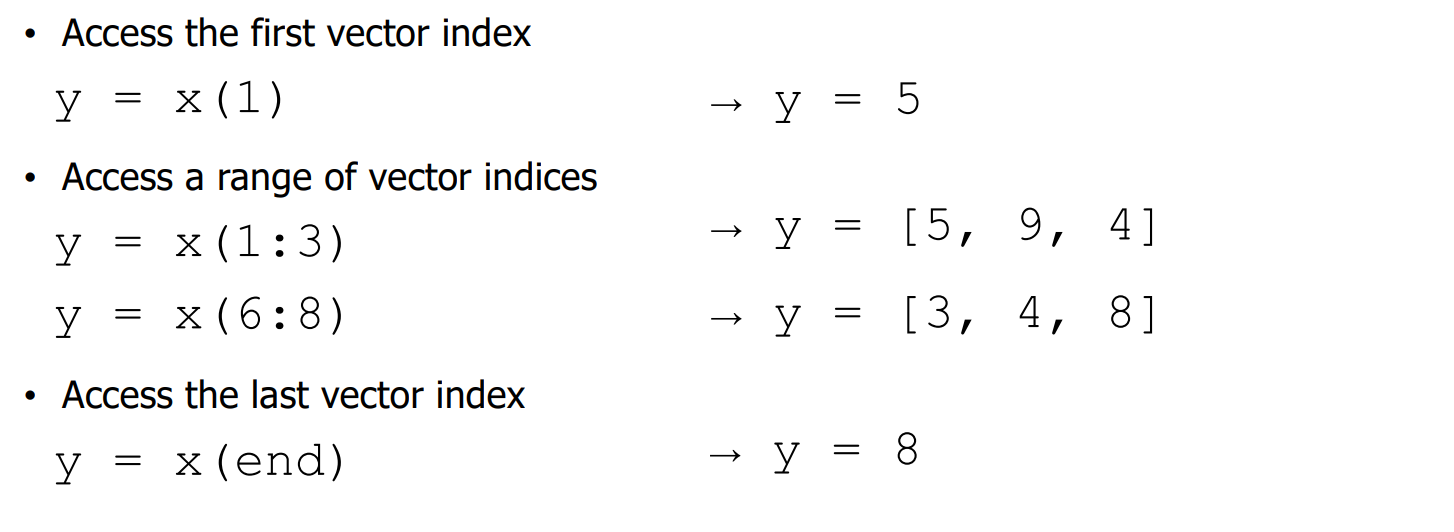 • Access the first vector index
y = x(1) → y = 5
• Access a range of vector indices
y = x(1:3) → y = [5, 9, 4]
y = x(6:8) → y = [3, 4, 8]
• Access the last vector index
y = x(end) → y = 8